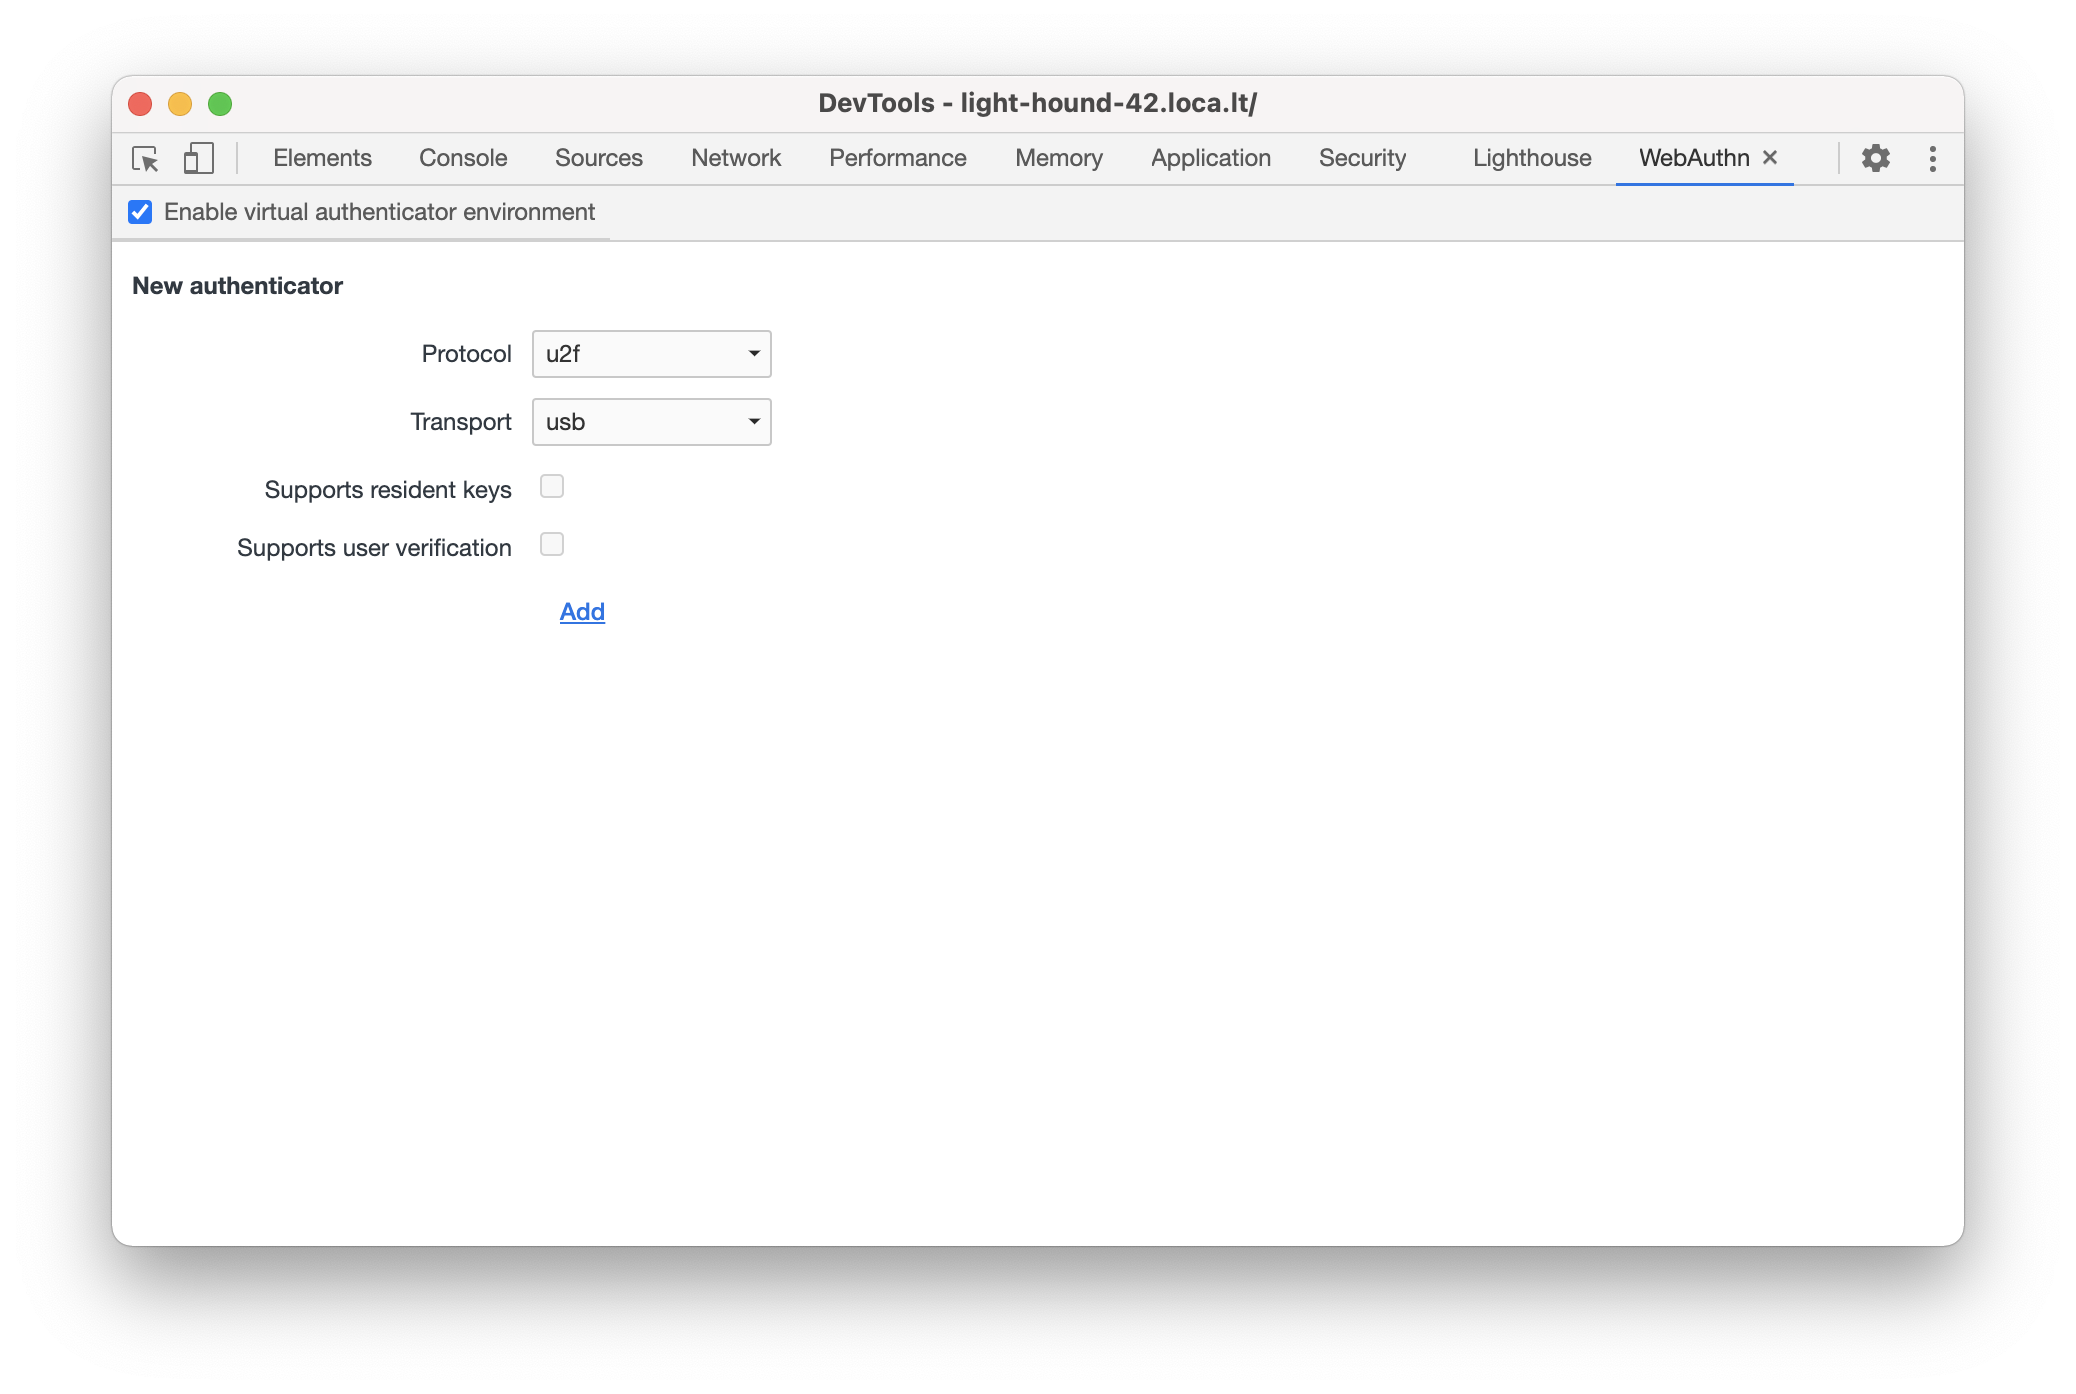 DevTools - light-hound-42.loca.lt/
Elements Console Sources Network Performance Memory Application Security Lighthouse WebAuthn ✕
Enable virtual authenticator environment
New authenticator
Protocol u2f
Transport usb
Supports resident keys
Supports user verification
Add